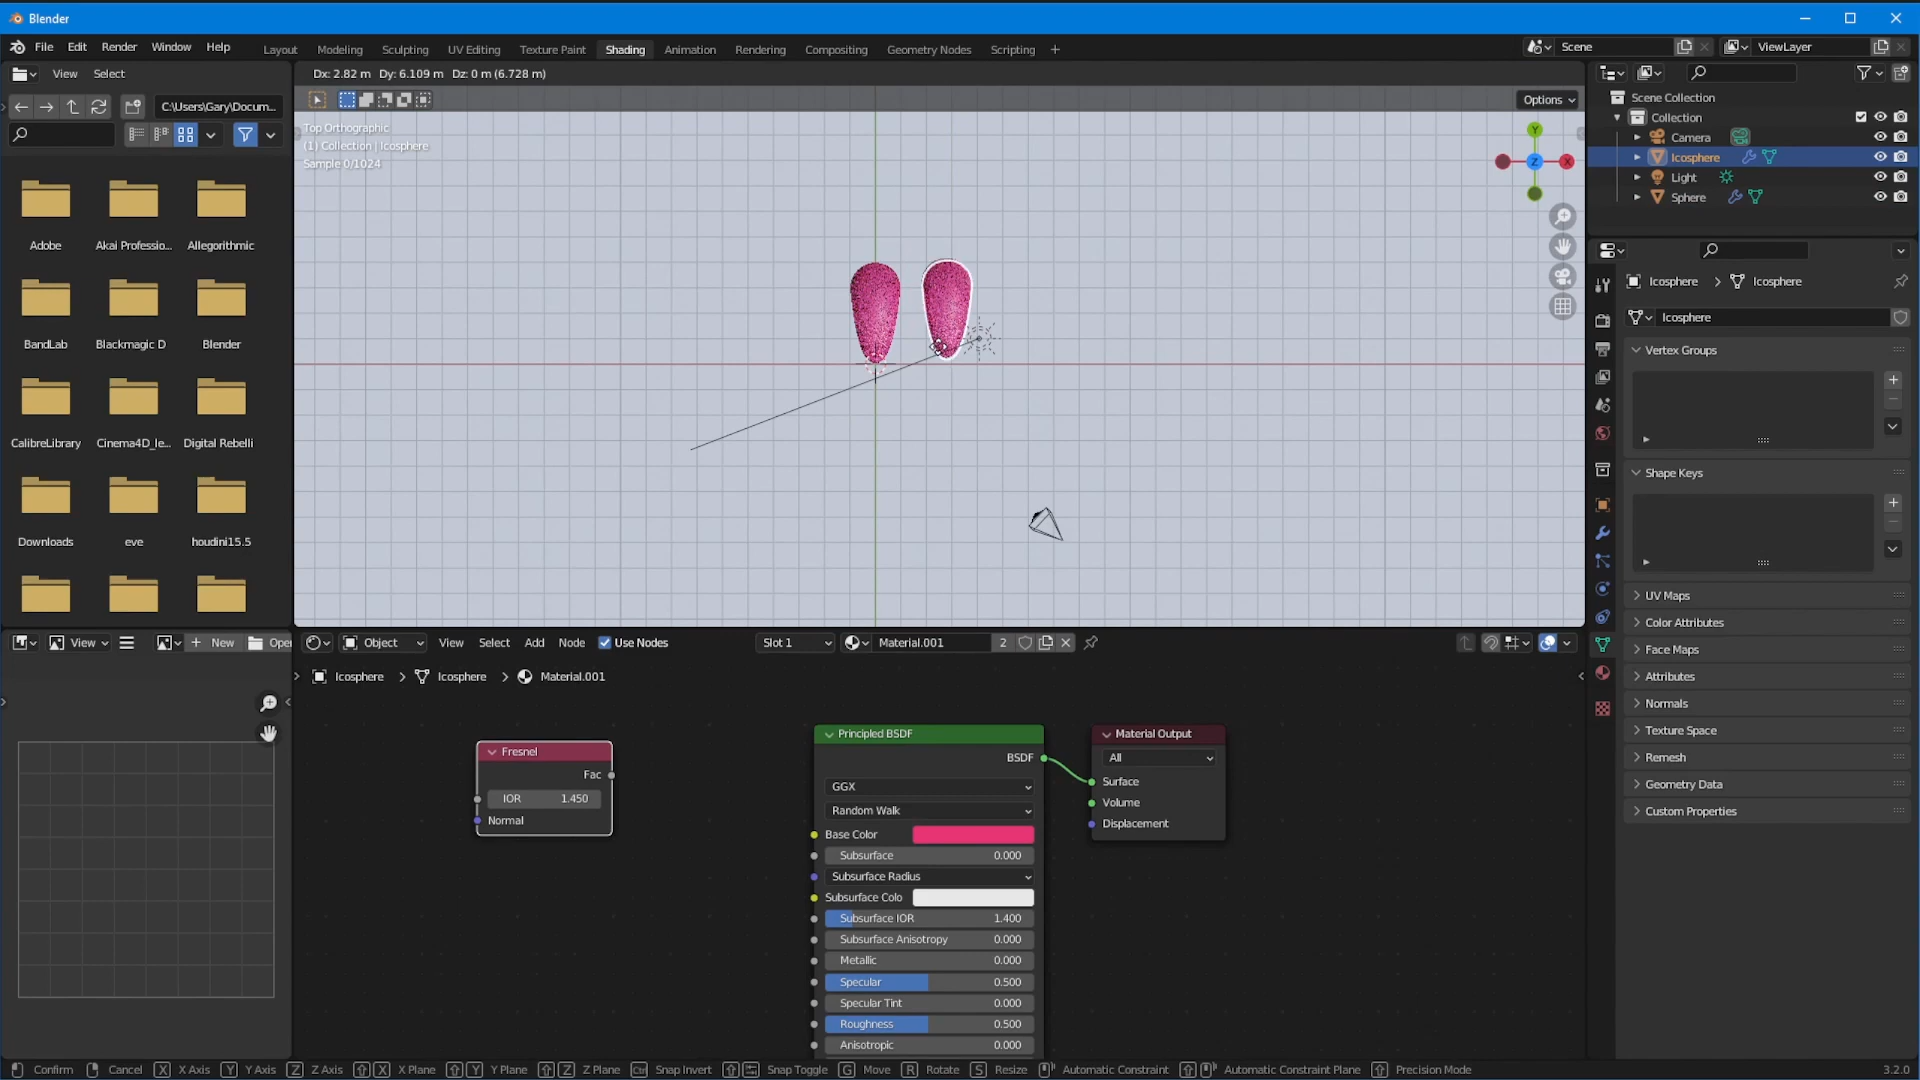 Blender
File Edit Render Window Help
Layout Modeling Sculpting UV Editing Texture Paint Shading Animation Rendering Compositing Geometry Nodes Scripting +
Scene
ViewLayer
View Select
C:\Users\Gary\Docum...
Adobe
Akai Professio...
Allegorithmic
BandLab
Blackmagic D
Blender
CalibreLibrary
Cinema4D_le...
Digital Rebelli
Downloads
eve
houdini15.5
Dx: 2.82 m Dy: 6.109 m Dz: 0 m (6.728 m)
Options
Top Orthographic
(1) Collection | Icosphere
Sample 0/1024
Y
Z
X
Scene Collection
Collection
Camera
Icosphere
Light
Sphere
Icosphere > Icosphere
Icosphere
Vertex Groups
Shape Keys
UV Maps
Color Attributes
Face Maps
Attributes
Normals
Texture Space
Remesh
Geometry Data
Custom Properties
View
+ New
Ope
Object
View Select Add Node Use Nodes
Slot 1
Material.001
2
Icosphere > Icosphere > Material.001
Fresnel
Fac
IOR 1.450
Normal
Principled BSDF
BSDF
GGX
Random Walk
Base Color
Subsurface 0.000
Subsurface Radius
Subsurface Colo
Subsurface IOR 1.400
Subsurface Anisotropy 0.000
Metallic 0.000
Specular 0.500
Specular Tint 0.000
Roughness 0.500
Anisotropic 0.000
Material Output
All
Surface
Volume
Displacement
Confirm Cancel X X Axis Y Y Axis Z Z Axis X X Plane Y Y Plane Z Z Plane Ctrl Snap Invert Snap Toggle G Move R Rotate S Resize Automatic Constraint Automatic Constraint Plane Precision Mode
3.2.0